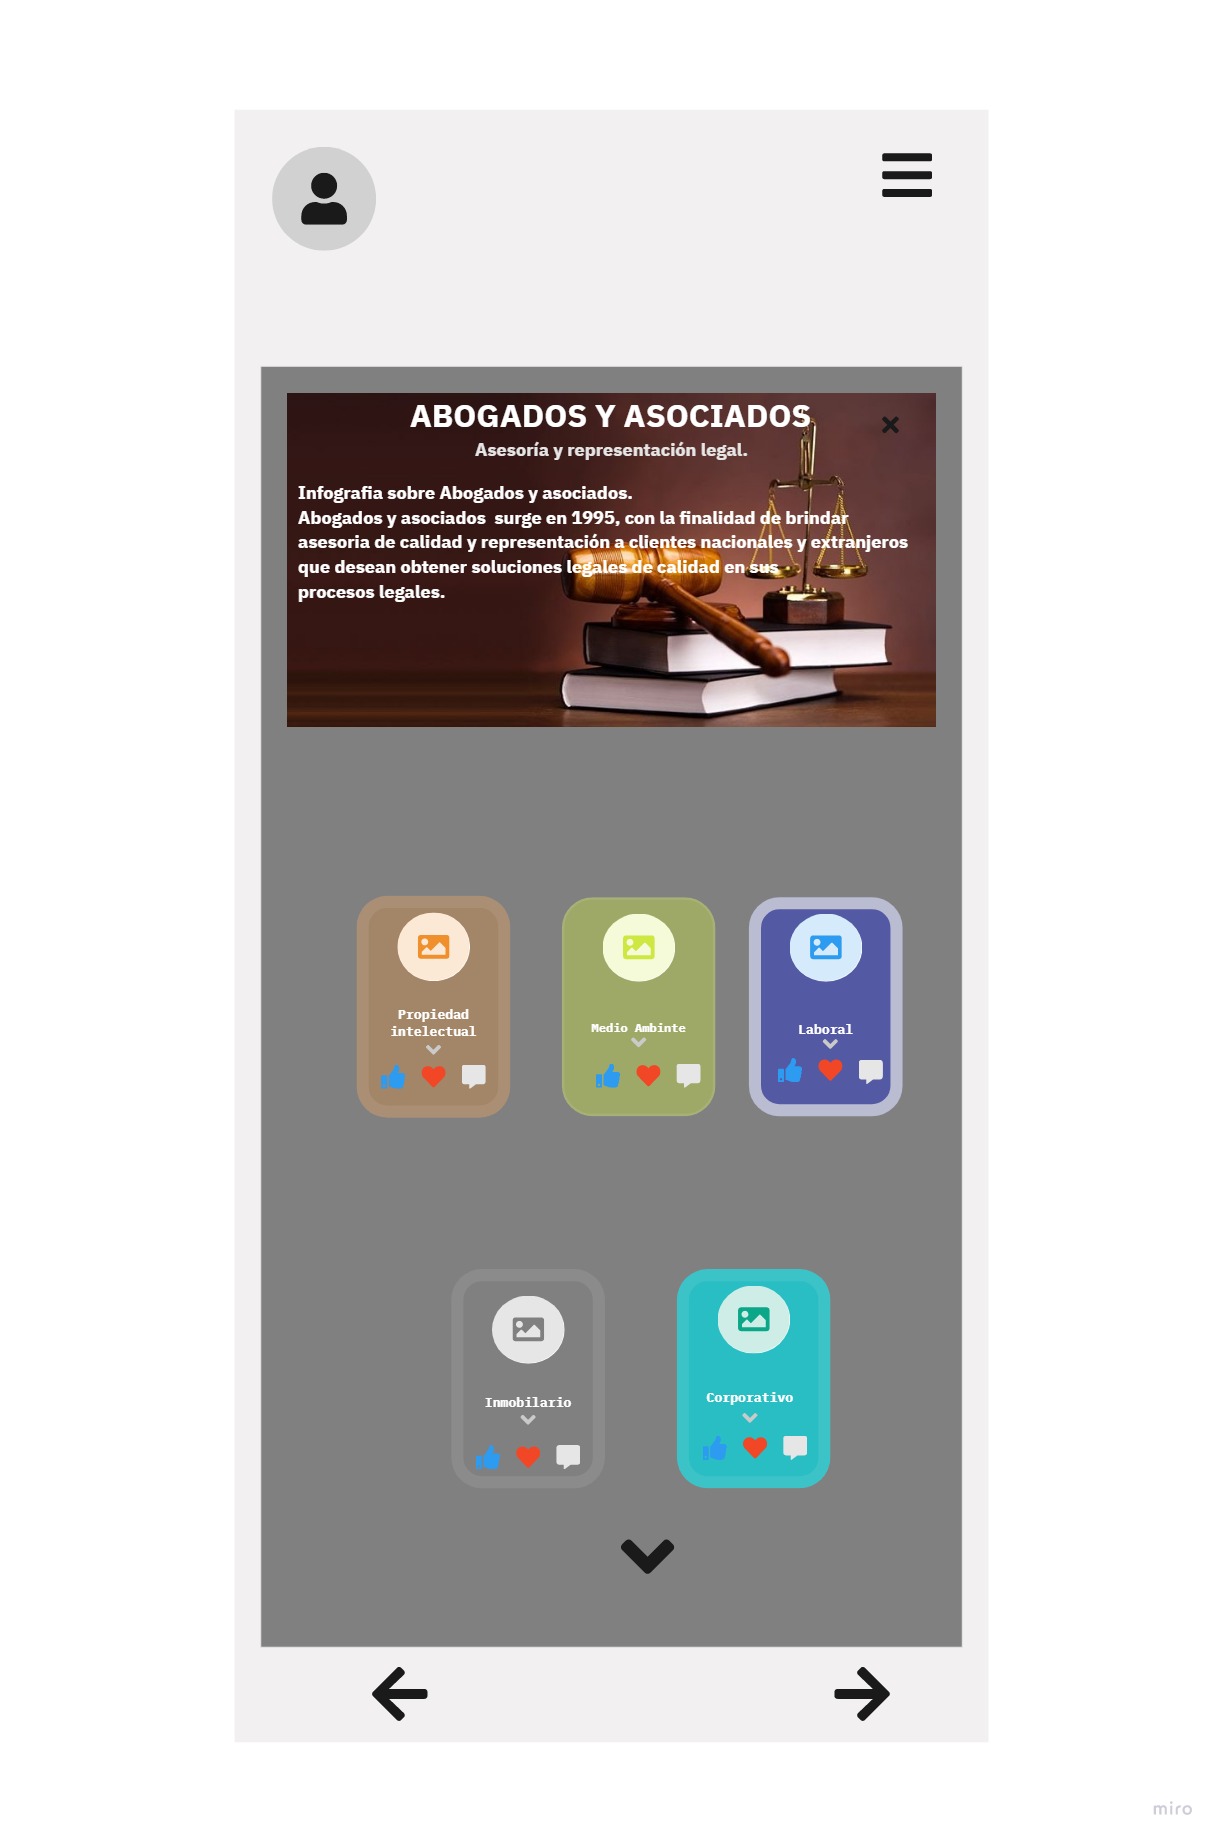 ABOGADOS Y ASOCIADOS
Asesoría y representación legal.
Infografia sobre Abogados y asociados.
Abogados y asociados  surge en 1995, con la finalidad de brindar
asesoria de calidad y representación a clientes nacionales y extranjeros
que desean obtener soluciones legales de calidad en sus
procesos legales.
Propiedad
intelectual
Medio Ambinte
Laboral
Inmobilario
Corporativo
miro